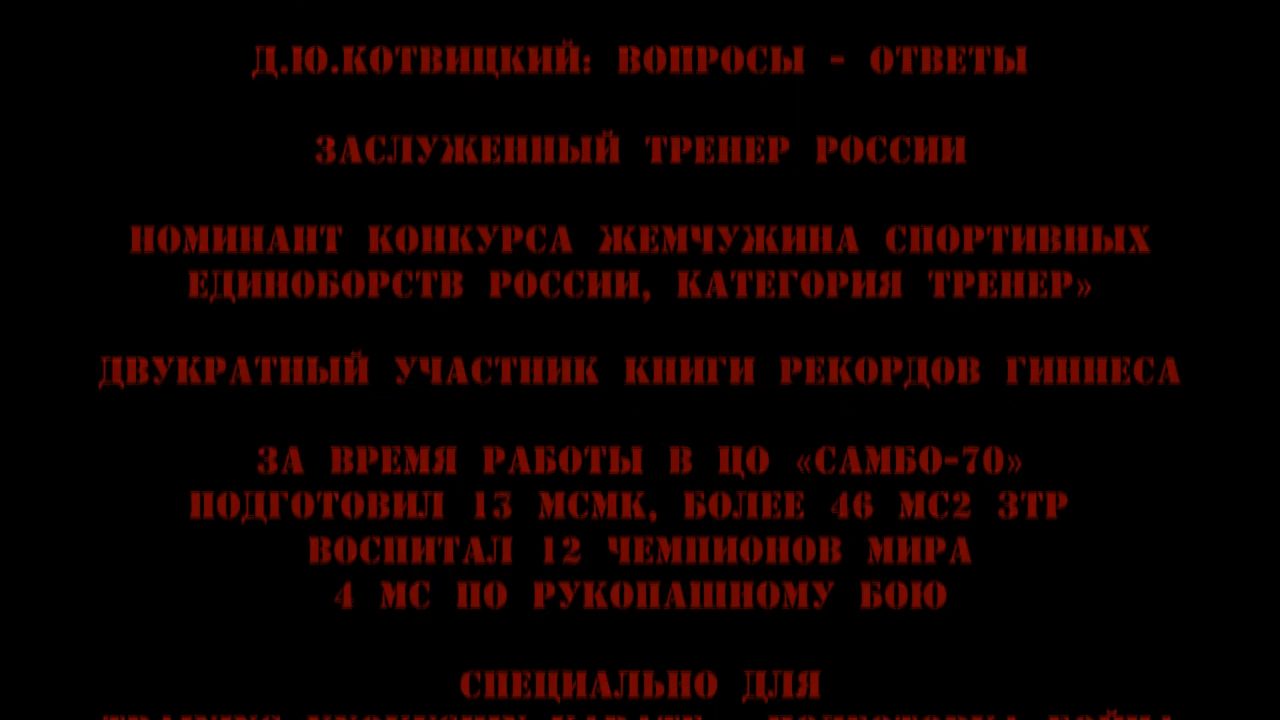 Д.Ю.КОТВИЦКИЙ: ВОПРОСЫ - ОТВЕТЫ
ЗАСЛУЖЕННЫЙ ТРЕНЕР РОССИИ
НОМИНАНТ КОНКУРСА ЖЕМЧУЖИНА СПОРТИВНЫХ
ЕДИНОБОРСТВ РОССИИ, КАТЕГОРИЯ ТРЕНЕР»
ДВУКРАТНЫЙ УЧАСТНИК КНИГИ РЕКОРДОВ ГИННЕСА
ЗА ВРЕМЯ РАБОТЫ В ЦО «САМБО-70»
ПОДГОТОВИЛ 13 МСМК, БОЛЕЕ 46 МС2 ЗТР
ВОСПИТАЛ 12 ЧЕМПИОНОВ МИРА
4 МС ПО РУКОПАШНОМУ БОЮ
СПЕЦИАЛЬНО ДЛЯ